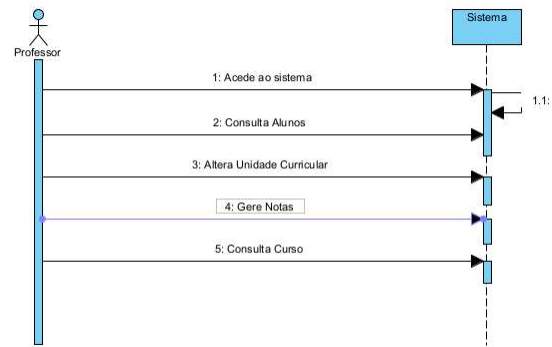 Sistema
Professor
1: Acede ao sistema
1.1:
2: Consulta Alunos
3: Altera Unidade Curricular
4: Gere Notas
5: Consulta Curso